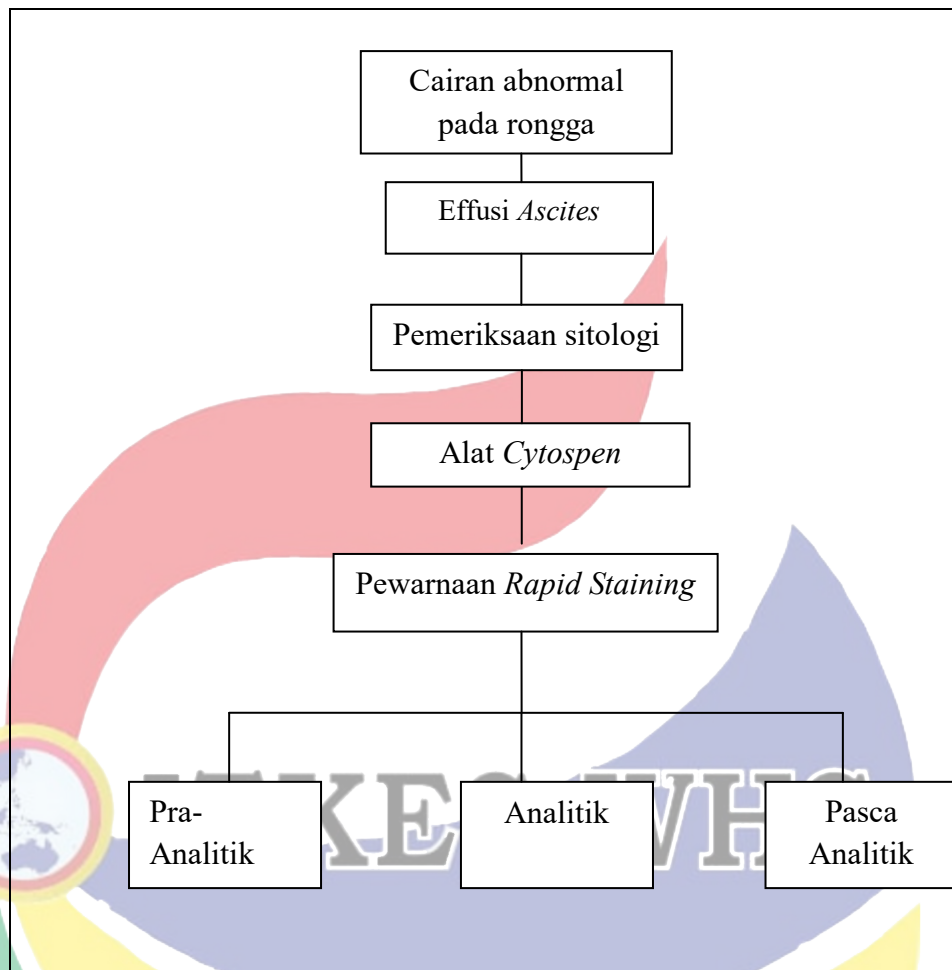 Cairan abnormal
pada rongga
Effusi Ascites
Pemeriksaan sitologi
Alat Cytospen
Pewarnaan Rapid Staining
Pra-
Analitik
Analitik
Pasca
Analitik